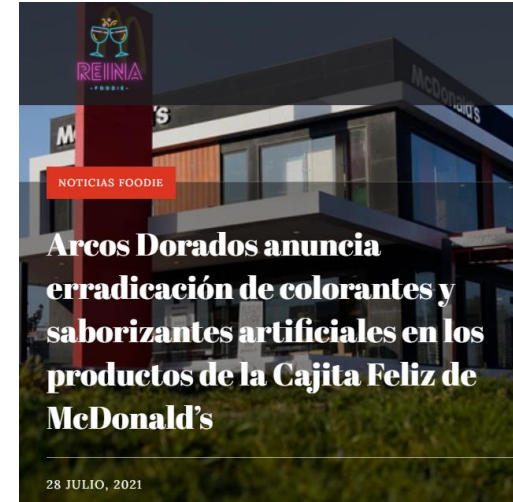 REINA
-FOODIE-
McDonald's
M
's
NOTICIAS FOODIE
Arcos Dorados anuncia
erradicación de colorantes y
saborizantes artificiales en los
productos de la Cajita Feliz de
McDonald’s
28 JULIO, 2021